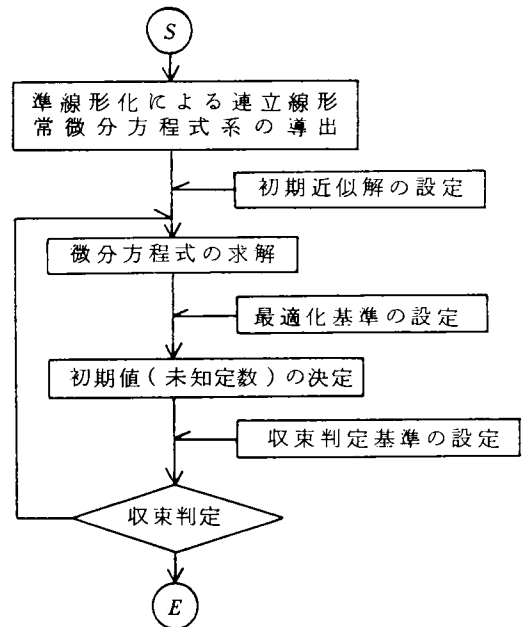 S
準線形化による連立線形
常微分方程式系の導出
初期近似解の設定
微分方程式の求解
最適化基準の設定
初期値(未知定数)の決定
収束判定基準の設定
収束判定
E